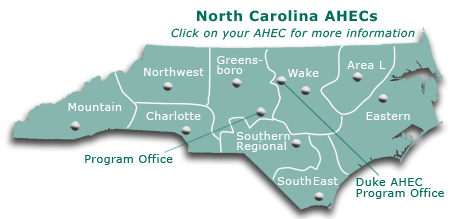 North Carolina AHECs
Click on your AHEC for more information
Greens-
boro
Wake
Area L
Northwest
Mountain
Charlotte
Eastern
Southern
Regional
Program Office
SouthEast
Duke AHEC
Program Office